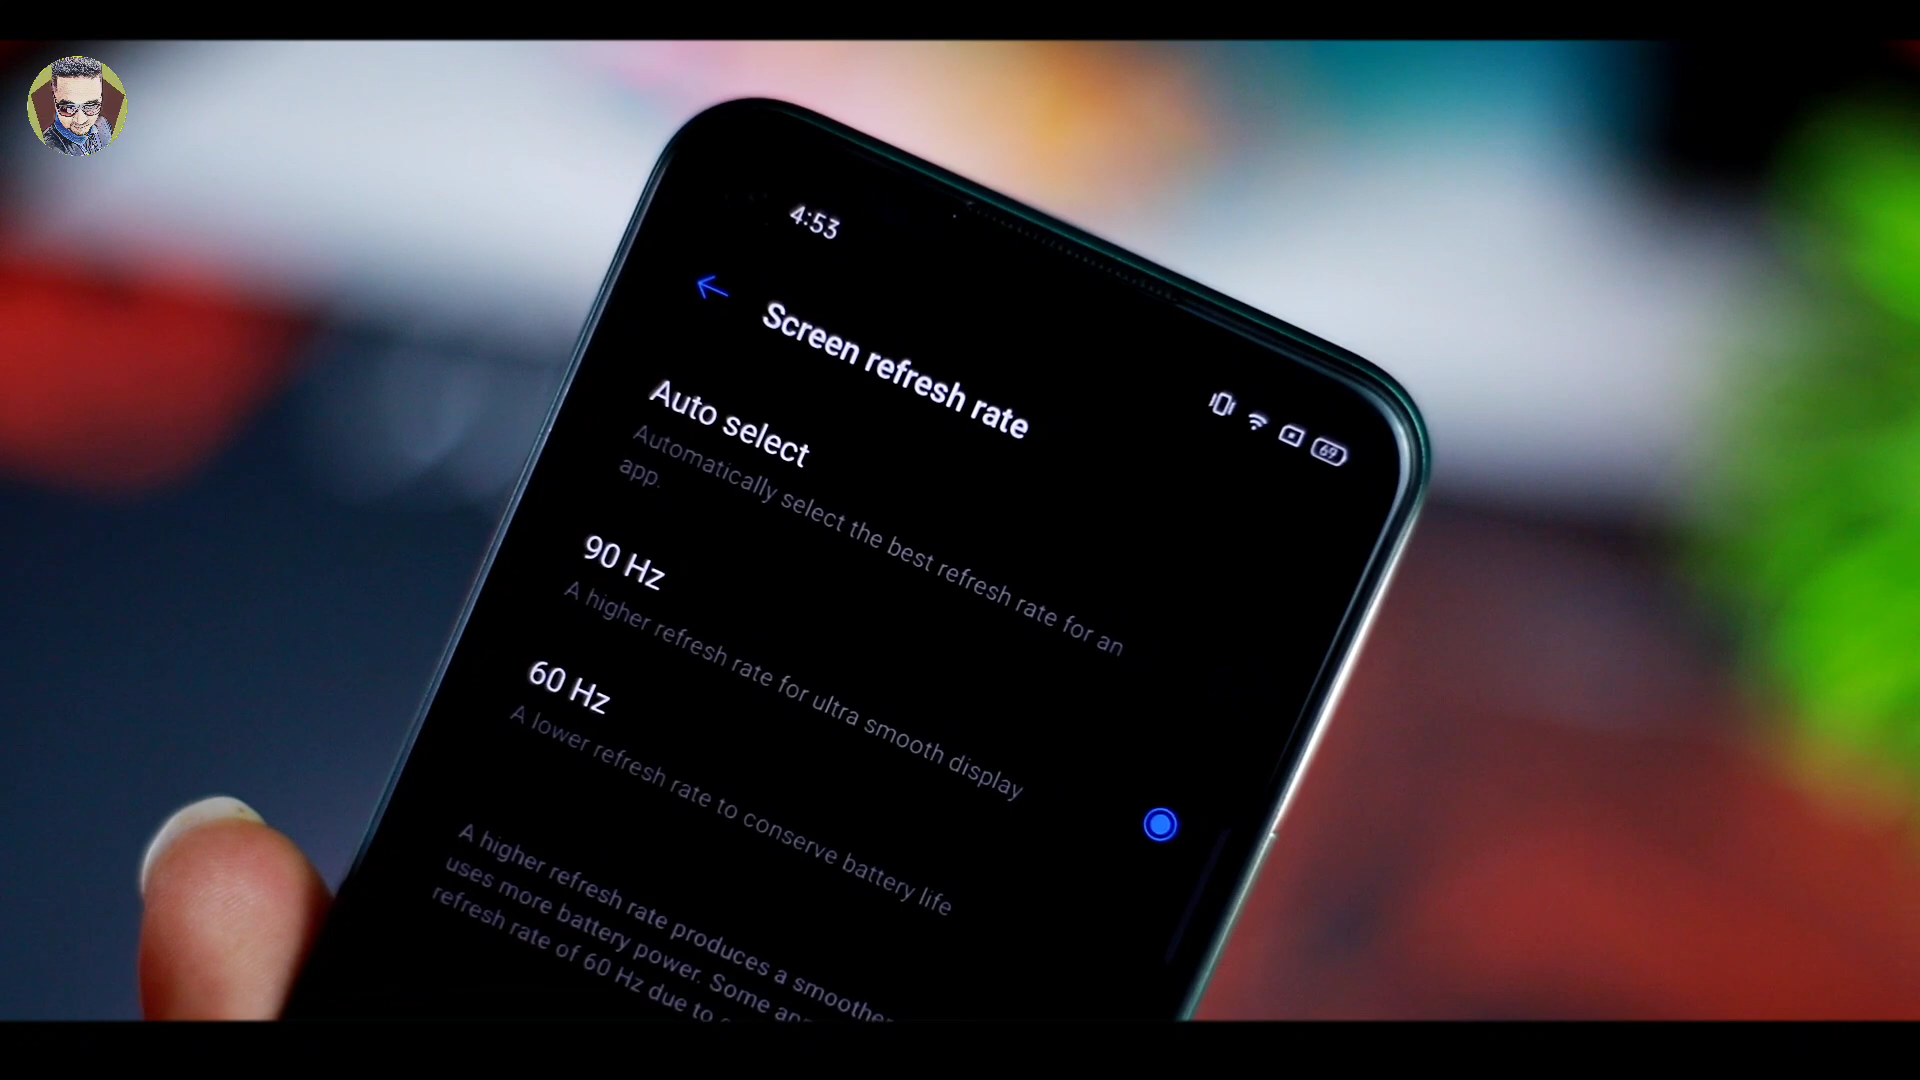 4:53
69
Screen refresh rate
Auto select
Automatically select the best refresh rate for an
app.
90 Hz
A higher refresh rate for ultra smooth display
60 Hz
A lower refresh rate to conserve battery life
A higher refresh rate produces a smoother
uses more battery power. Some
refresh rate of 60 Hz due to